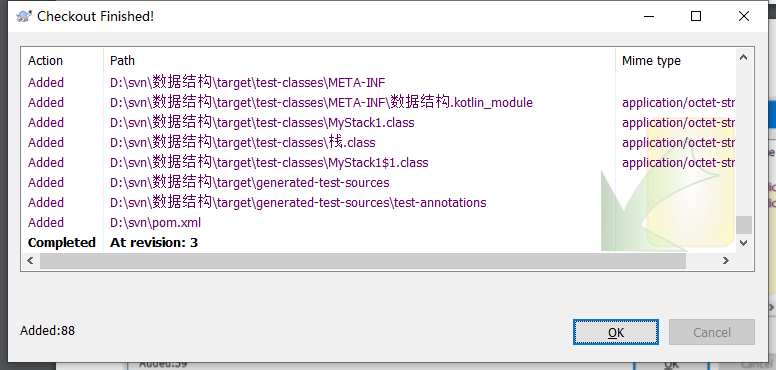 Checkout Finished!
Action Path Mime type
Added D:\svn\数据结构\target\test-classes\META-INF
Added D:\svn\数据结构\target\test-classes\META-INF\数据结构.kotlin_module application/octet-str
Added D:\svn\数据结构\target\test-classes\MyStack1.class application/octet-str
Added D:\svn\数据结构\target\test-classes\栈.class application/octet-str
Added D:\svn\数据结构\target\test-classes\MyStack1$1.class application/octet-str
Added D:\svn\数据结构\target\generated-test-sources
Added D:\svn\数据结构\target\generated-test-sources\test-annotations
Added D:\svn\pom.xml
Completed At revision: 3
Added:88
OK Cancel